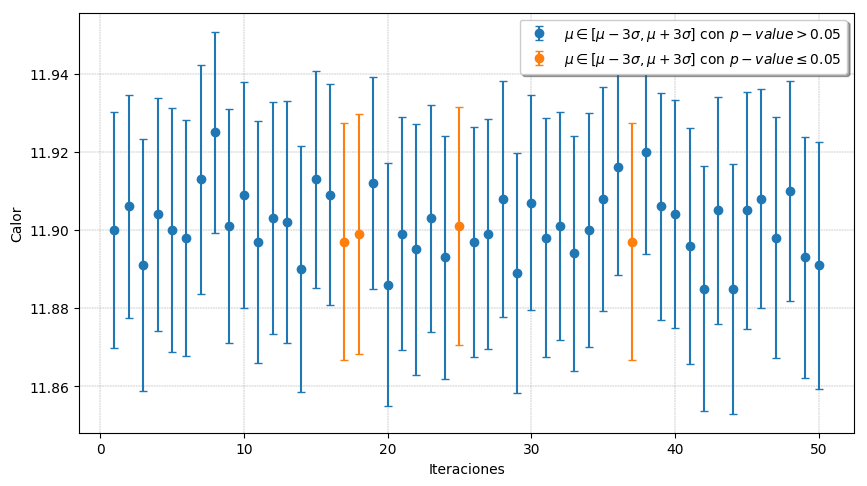 μ ∈ [μ − 3σ, μ + 3σ] con p − value > 0.05
μ ∈ [μ − 3σ, μ + 3σ] con p − value ≤ 0.05
11.94
11.92
11.90
11.88
11.86
Calor
0 10 20 30 40 50
Iteraciones